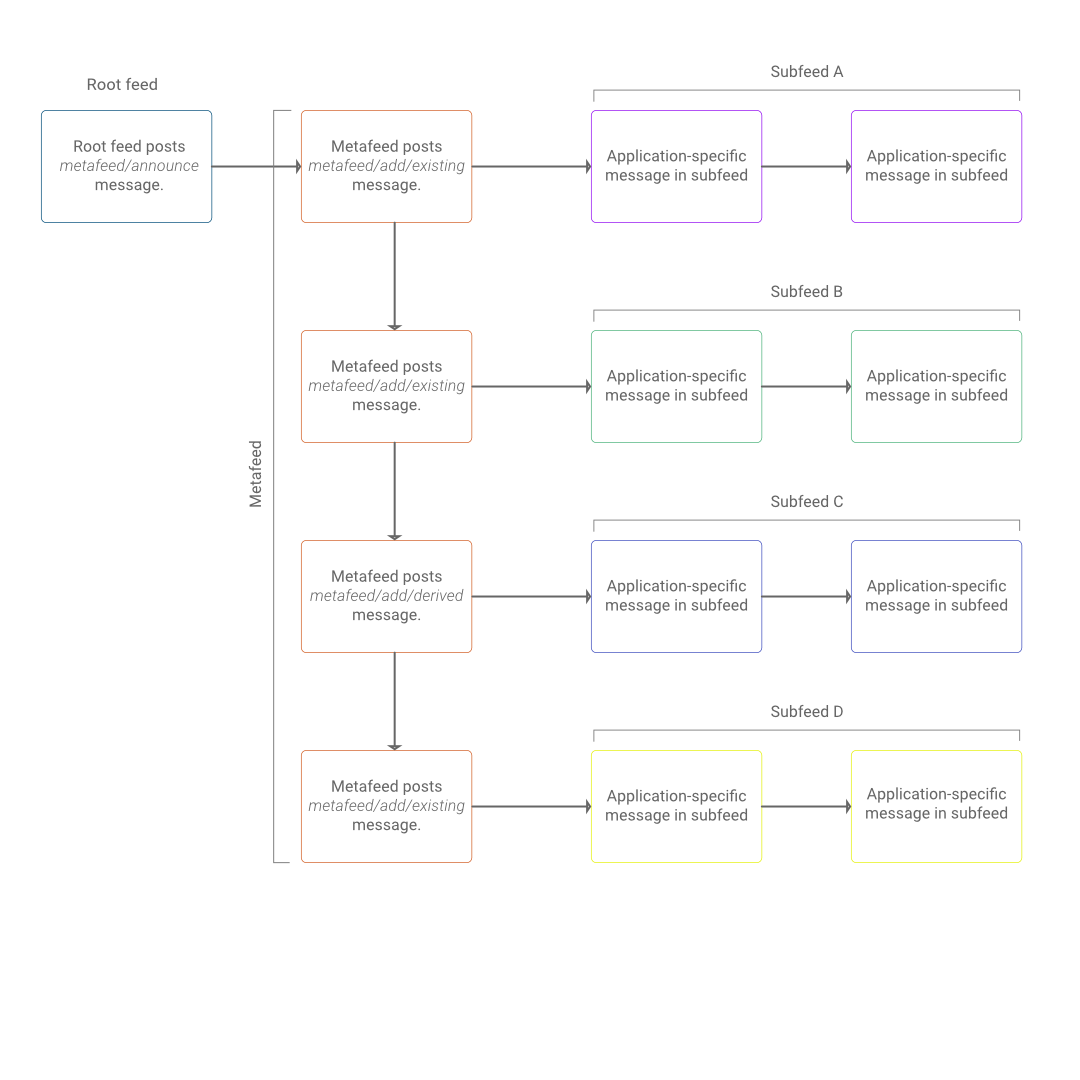 Root feed
Root feed posts
metafeed/announce
message.
Metafeed
Metafeed posts
metafeed/add/existing
message.
Subfeed A
Application-specific
message in subfeed
Application-specific
message in subfeed
Metafeed posts
metafeed/add/existing
message.
Subfeed B
Application-specific
message in subfeed
Application-specific
message in subfeed
Metafeed posts
metafeed/add/derived
message.
Subfeed C
Application-specific
message in subfeed
Application-specific
message in subfeed
Metafeed posts
metafeed/add/existing
message.
Subfeed D
Application-specific
message in subfeed
Application-specific
message in subfeed